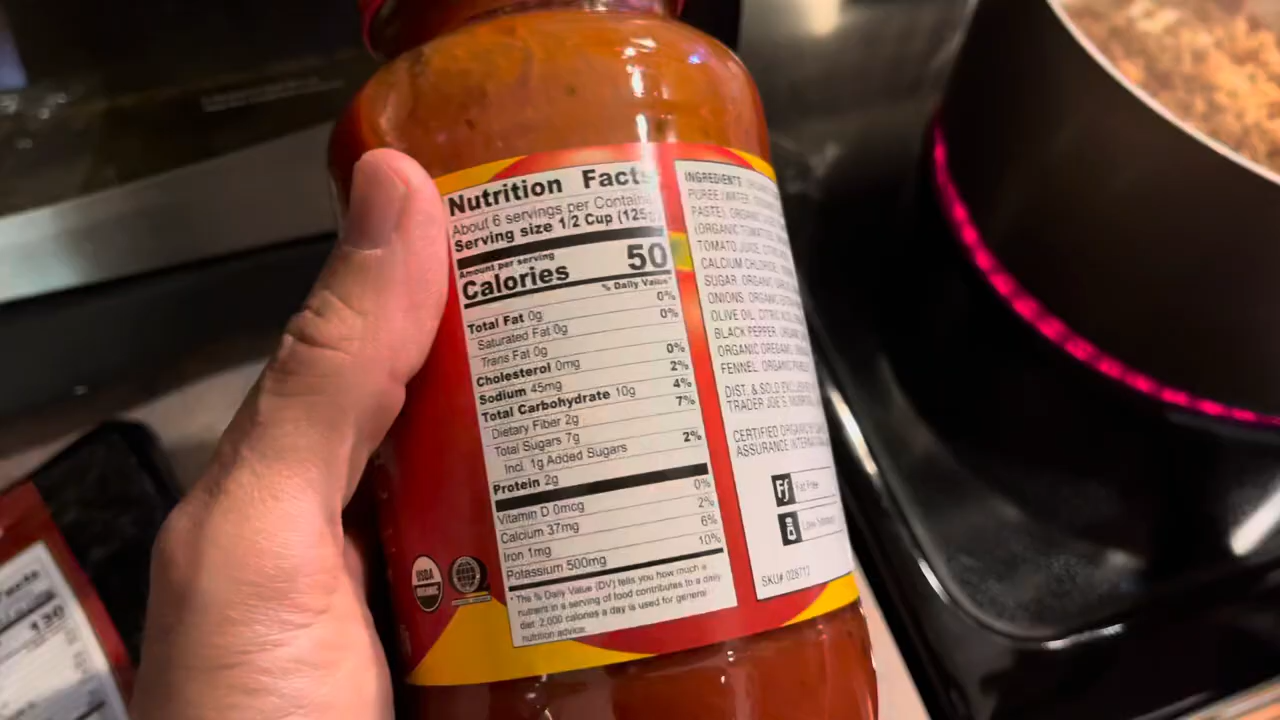 Nutrition Facts
About 6 servings per
Serving size 1/2 Cup
Amount per serving
Calories 50
% Daily Value*
Total Fat 0g 0%
Saturated Fat 0g 0%
Trans Fat 0g
Cholesterol 0mg 0%
Sodium 45mg 2%
Total Carbohydrate 10g 4%
Dietary Fiber 2g 7%
Total Sugars 7g
Incl. 1g Added Sugars 2%
Protein 2g
Vitamin D 0mcg 0%
Calcium 37mg 2%
Iron 1mg 6%
Potassium 500mg 10%
* The % Daily Value (DV) tells you how much a
nutrient in a serving of food contributes to a daily
diet. 2,000 calories a day is used for general
nutrition advice.
USDA
ORGANIC
PUREE (WATER,
PASTE), ORGANIC
(ORGANIC
TOMATO JUICE,
CALCIUM CHLORIDE),
SUGAR, ORGANIC
ONIONS, ORGANIC
OLIVE OIL, CITRIC
BLACK PEPPER,
ORGANIC OREGANO,
FENNEL, ORGANIC
DIST. & SOLD
TRADER JOE'S,
CERTIFIED
ASSURANCE
Ff Fat Free
Low Sodium
SKU#
130